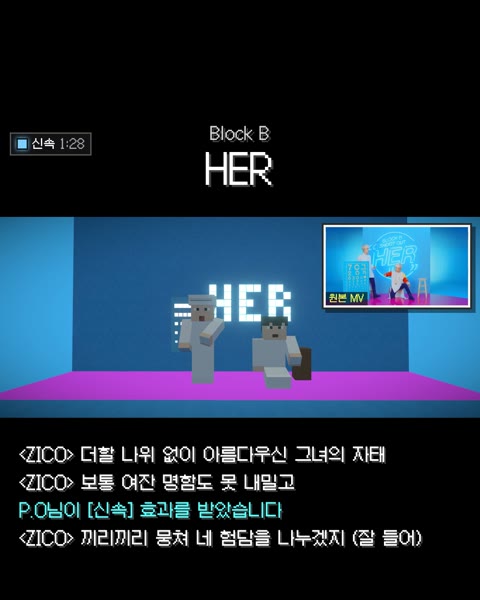 Block B
신속 1:28
HER
HER
HER
원본 MV
<ZICO> 더할 나위 없이 아름다우신 그녀의 자태
<ZICO> 보통 여잔 명함도 못 내밀고
P.O님이 [신속] 효과를 받았습니다
<ZICO> 끼리끼리 뭉쳐 네 험담을 나누겠지 (잘 들어)